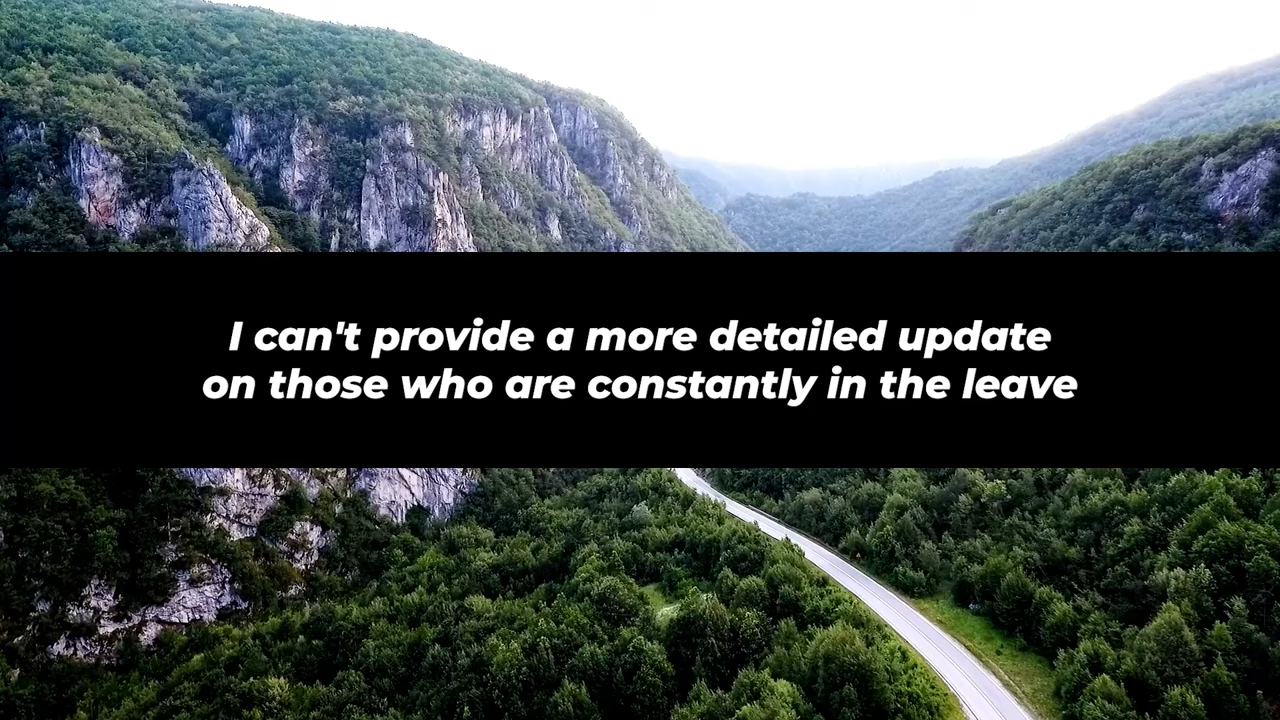 I can't provide a more detailed update
on those who are constantly in the leave